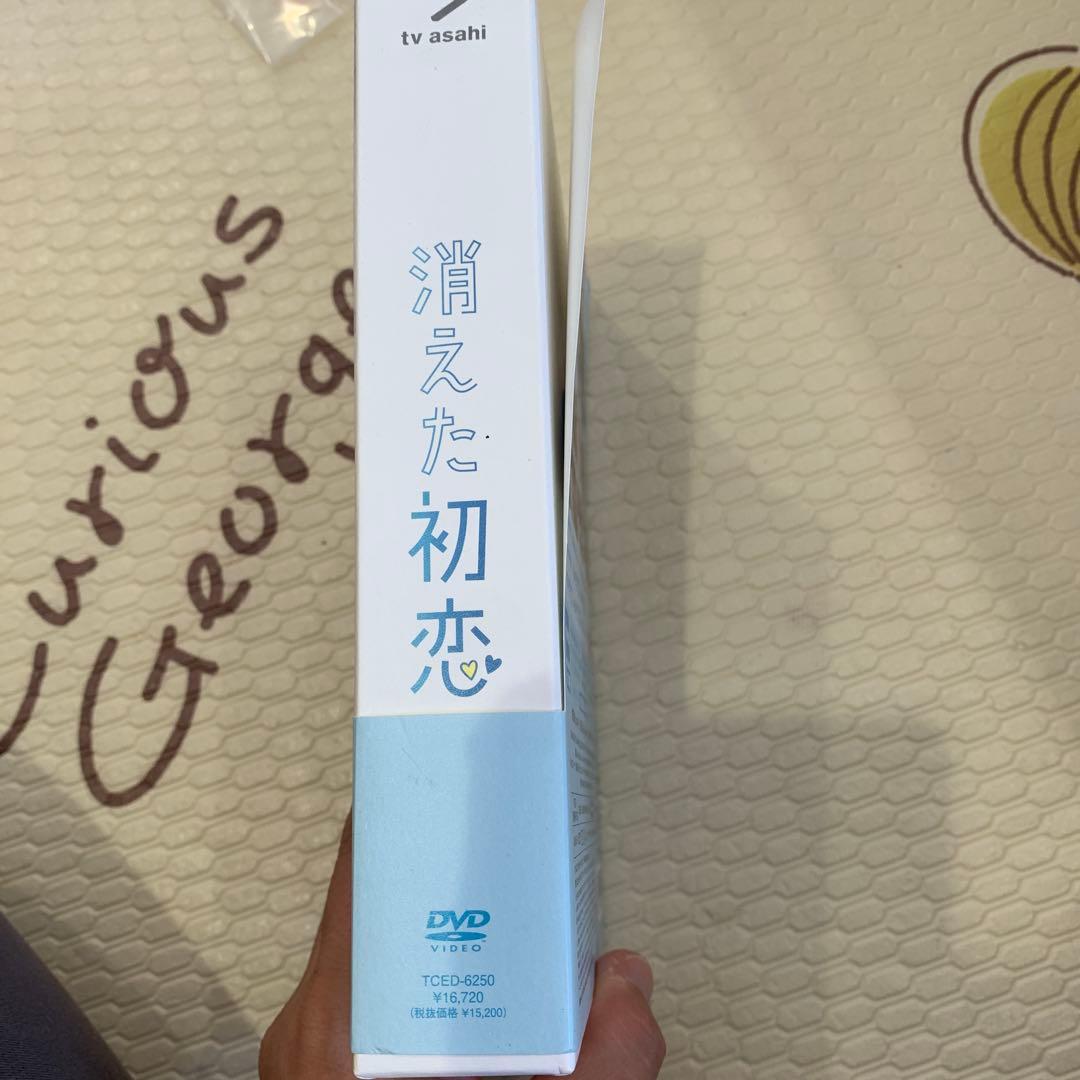 tv asahi
消えた初恋
DVD
VIDEO
TCED-6250
¥16,720
(税抜価格 ¥15,200)
Curious
George